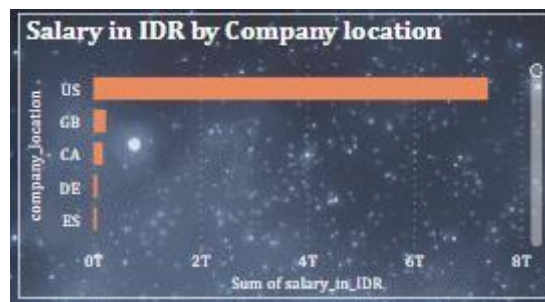 Salary in IDR by Company location
company_location
US
GB
CA
DE
ES
0T 2T 4T 6T 8T
Sum of salary_in_IDR